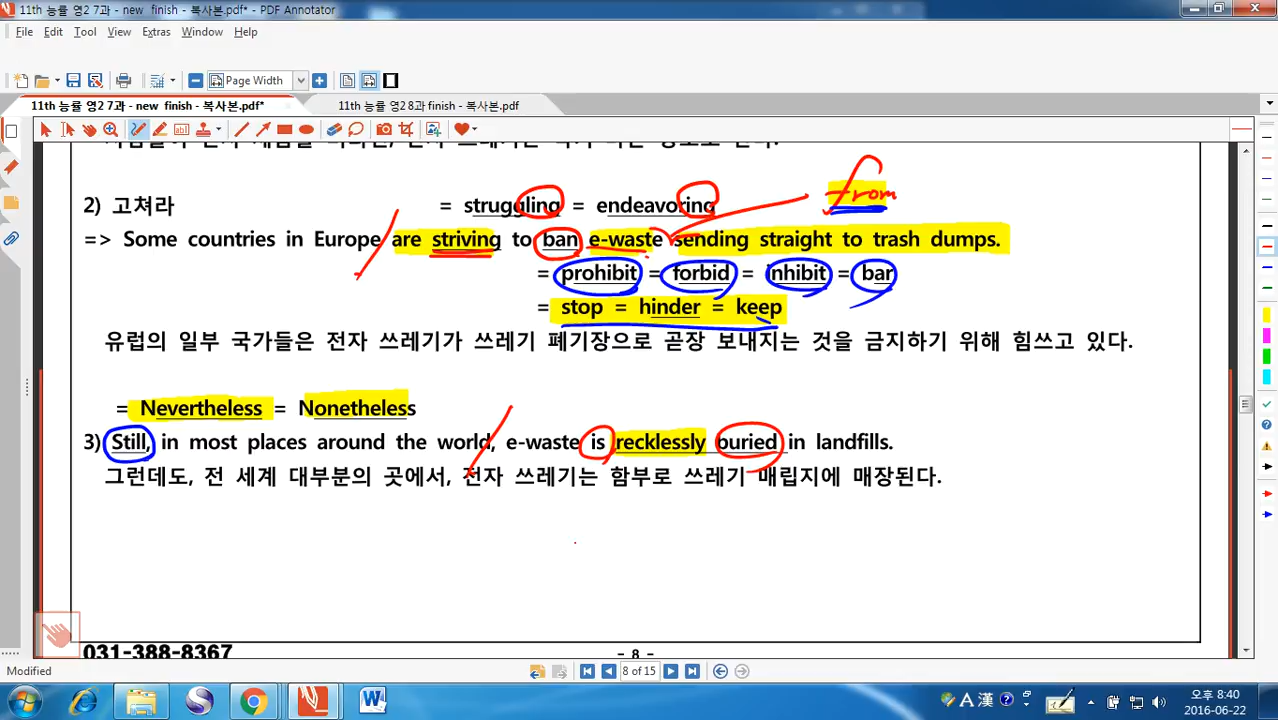 11th 능률 영2 7과 - new finish - 복사본.pdf* - PDF Annotator
File Edit Tool View Extras Window Help
Page Width
11th 능률 영2 7과 - new finish - 복사본.pdf* 11th 능률 영2 8과 finish - 복사본.pdf
from
2) 고쳐라 = struggling = endeavoring
=> Some countries in Europe are striving to ban e-waste sending straight to trash dumps.
= prohibit = forbid = inhibit = bar
= stop = hinder = keep
유럽의 일부 국가들은 전자 쓰레기가 쓰레기 폐기장으로 곧장 보내지는 것을 금지하기 위해 힘쓰고 있다.
= Nevertheless = Nonetheless
3) Still, in most places around the world, e-waste is recklessly buried in landfills.
그런데도, 전 세계 대부분의 곳에서, 전자 쓰레기는 함부로 쓰레기 매립지에 매장된다.
031-388-8367 - 8 -
Modified 8 of 15
A 漢 오후 8:40
2016-06-22